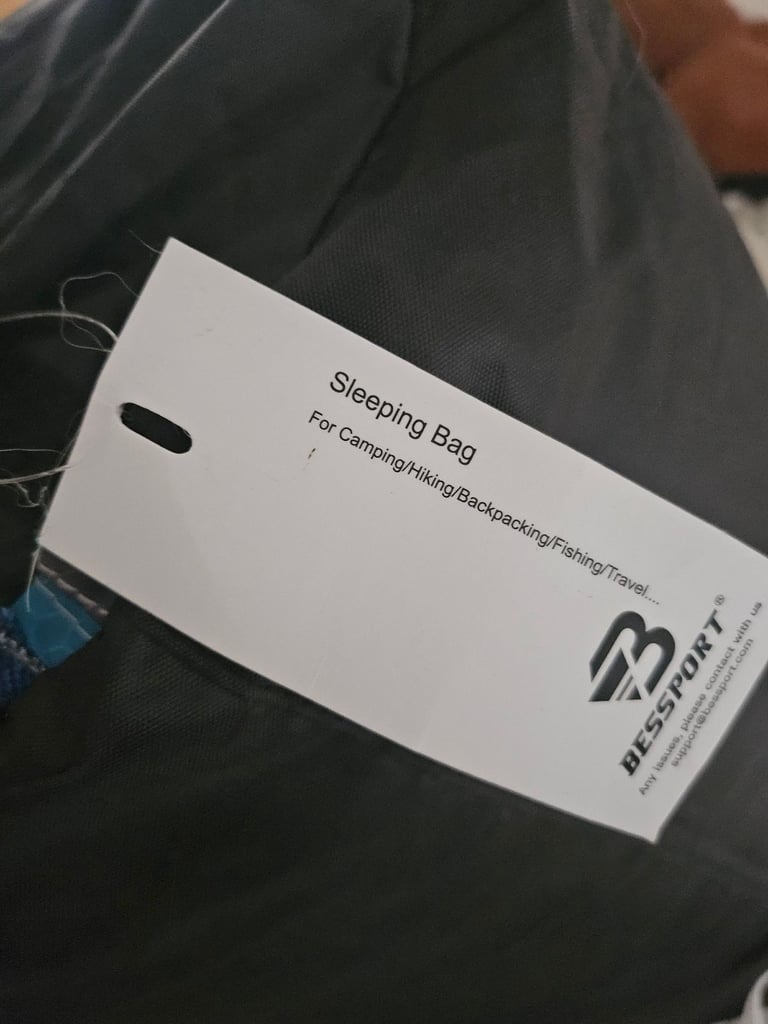 Sleeping Bag
For Camping/Hiking/Backpacking/Fishing/Travel....
BESSPORT®
Any issues, please contact with us
support@bessport.com